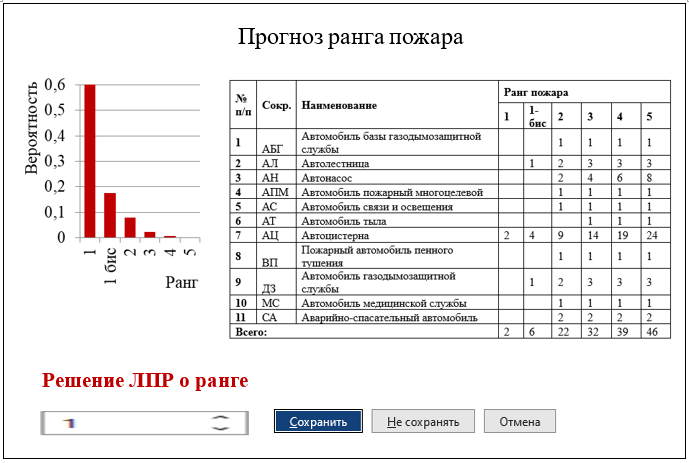 Прогноз ранга пожара
Вероятность
0,6
0,5
0,4
0,3
0,2
0,1
0
1
1 бис
2
3
4
5
Ранг
№ п/п Сокр. Наименование Ранг пожара
1 1-бис 2 3 4 5
1 АБГ Автомобиль базы газодымозащитной
службы 1 1 1 1
2 АЛ Автолестница 1 2 3 3 3
3 АН Автонасос 2 4 6 8
4 АПМ Автомобиль пожарный многоцелевой 1 1 1 1
5 АС Автомобиль связи и освещения 1 1 1 1
6 АТ Автомобиль тыла 1 1 1
7 АЦ Автоцистерна 2 4 9 14 19 24
8 ВП Пожарный автомобиль пенного
тушения 1 1 1 1
9 ДЗ Автомобиль газодымозащитной
службы 1 2 3 3 3
10 МС Автомобиль медицинской службы 1 1 1 1
11 СА Аварийно-спасательный автомобиль 2 2 2 2
Всего: 2 6 22 32 39 46
Решение ЛПР о ранге
1
Сохранить
Не сохранять
Отмена